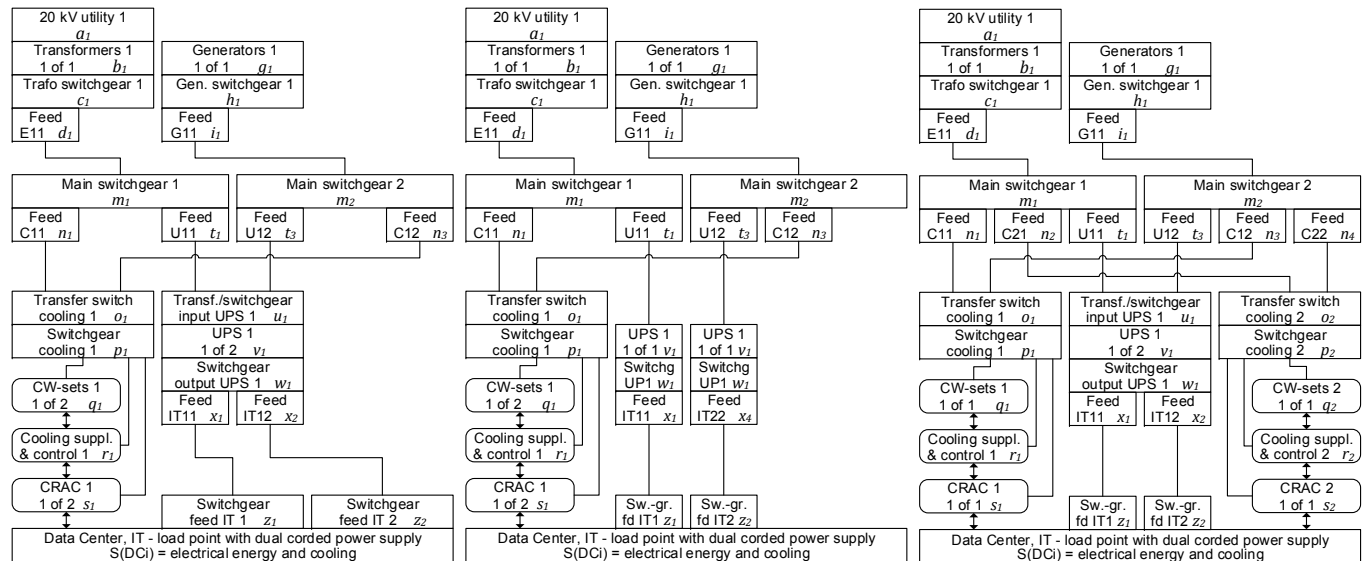 20 kV utility 1
a1
Transformers 1
1 of 1 b1
Trafo switchgear 1
c1
Feed
E11 d1
Generators 1
1 of 1 g1
Gen. switchgear 1
h1
Feed
G11 i1
Main switchgear 1
m1
Main switchgear 2
m2
Feed
C11 n1
Feed
U11 t1
Feed
U12 t3
Feed
C12 n3
Transfer switch
cooling 1 o1
Switchgear
cooling 1 p1
CW-sets 1
1 of 2 q1
Cooling suppl.
& control 1 r1
CRAC 1
1 of 2 s1
Transf./switchgear
input UPS 1 u1
UPS 1
1 of 2 v1
Switchgear
output UPS 1 w1
Feed
IT11 x1
Feed
IT12 x2
Switchgear
feed IT 1 z1
Switchgear
feed IT 2 z2
Data Center, IT - load point with dual corded power supply
S(DCi) = electrical energy and cooling
20 kV utility 1
a1
Transformers 1
1 of 1 b1
Trafo switchgear 1
c1
Feed
E11 d1
Generators 1
1 of 1 g1
Gen. switchgear 1
h1
Feed
G11 i1
Main switchgear 1
m1
Main switchgear 2
m2
Feed
C11 n1
Feed
U11 t1
Feed
U12 t3
Feed
C12 n3
Transfer switch
cooling 1 o1
Switchgear
cooling 1 p1
CW-sets 1
1 of 2 q1
Cooling suppl.
& control 1 r1
CRAC 1
1 of 2 s1
UPS 1
1 of 1 v1
Switchg
UP1 w1
Feed
IT11 x1
UPS 1
1 of 1 v1
Switchg
UP1 w1
Feed
IT22 x4
Sw.-gr.
fd IT1 z1
Sw.-gr.
fd IT2 z2
Data Center, IT - load point with dual corded power supply
S(DCi) = electrical energy and cooling
20 kV utility 1
a1
Transformers 1
1 of 1 b1
Trafo switchgear 1
c1
Feed
E11 d1
Generators 1
1 of 1 g1
Gen. switchgear 1
h1
Feed
G11 i1
Main switchgear 1
m1
Main switchgear 2
m2
Feed
C11 n1
Feed
C21 n2
Feed
U11 t1
Feed
U12 t3
Feed
C12 n3
Feed
C22 n4
Transfer switch
cooling 1 o1
Switchgear
cooling 1 p1
CW-sets 1
1 of 1 q1
Cooling suppl.
& control 1 r1
CRAC 1
1 of 1 s1
Transf./switchgear
input UPS 1 u1
UPS 1
1 of 2 v1
Switchgear
output UPS 1 w1
Feed
IT11 x1
Feed
IT12 x2
Sw.-gr.
fd IT1 z1
Sw.-gr.
fd IT2 z2
Transfer switch
cooling 2 o2
Switchgear
cooling 2 p2
CW-sets 2
1 of 1 q2
Cooling suppl.
& control 2 r2
CRAC 2
1 of 1 s2
Data Center, IT - load point with dual corded power supply
S(DCi) = electrical energy and cooling